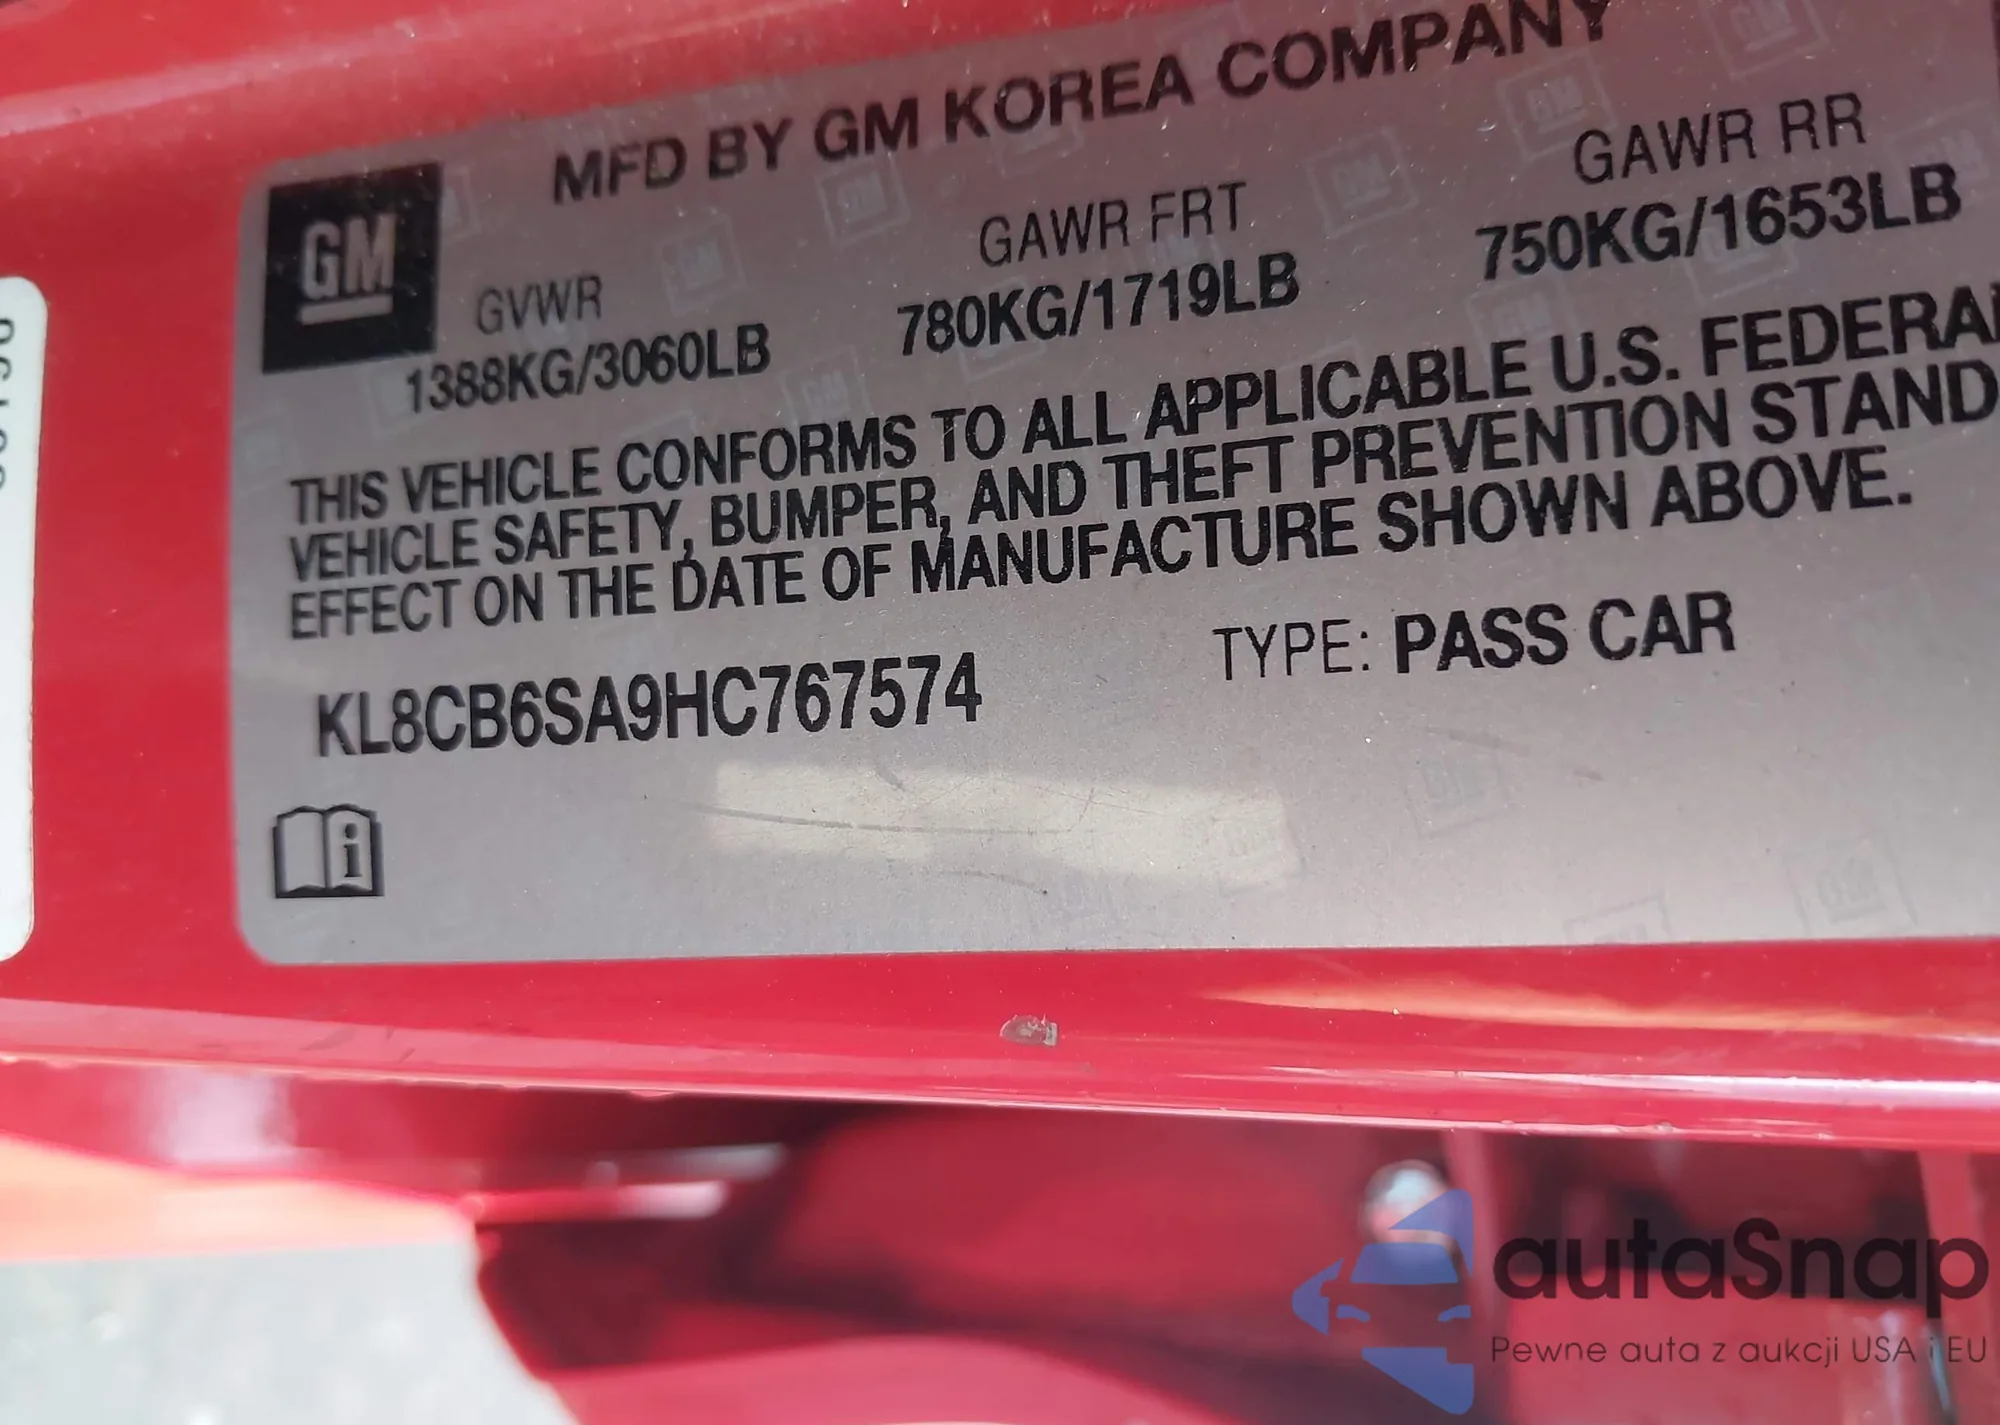 MFD BY GM KOREA COMPANY
GM
GVWR GAWR FRT GAWR RR
1388KG/3060LB 780KG/1719LB 750KG/1653LB
THIS VEHICLE CONFORMS TO ALL APPLICABLE U.S. FEDERAL
VEHICLE SAFETY, BUMPER, AND THEFT PREVENTION STAND
EFFECT ON THE DATE OF MANUFACTURE SHOWN ABOVE.
KL8CB6SA9HC767574 TYPE: PASS CAR
i
autaSnap
Pewne auta z aukcji USA i EU